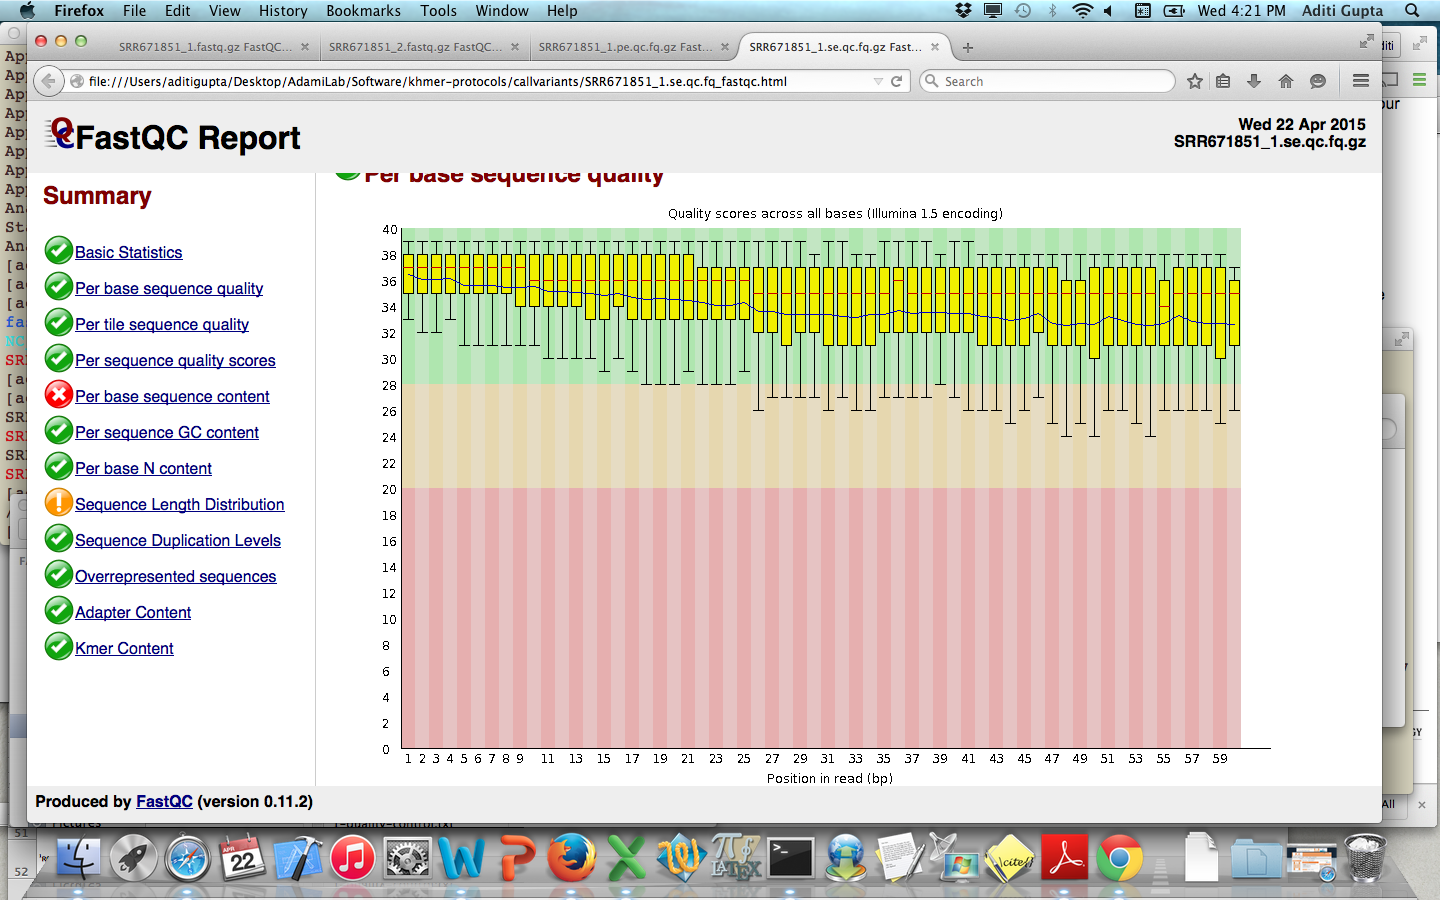 Firefox File Edit View History Bookmarks Tools Window Help Wed 4:21 PM Aditi Gupta
SRR671851_1.fastq.gz FastQC... SRR671851_2.fastq.gz FastQC... SRR671851_1.pe.qc.fq.gz Fast... SRR671851_1.se.qc.fq.gz Fast...
file:///Users/aditigupta/Desktop/AdamiLab/Software/khmer-protocols/callvariants/SRR671851_1.se.qc.fq_fastqc.html
Search
FastQC Report
Wed 22 Apr 2015
SRR671851_1.se.qc.fq.gz
Summary
Basic Statistics
Per base sequence quality
Per tile sequence quality
Per sequence quality scores
Per base sequence content
Per sequence GC content
Per base N content
Sequence Length Distribution
Sequence Duplication Levels
Overrepresented sequences
Adapter Content
Kmer Content
Per base sequence quality
Quality scores across all bases (Illumina 1.5 encoding)
40
38
36
34
32
30
28
26
24
22
20
18
16
14
12
10
8
6
4
2
0
1 2 3 4 5 6 7 8 9 11 13 15 17 19 21 23 25 27 29 31 33 35 37 39 41 43 45 47 49 51 53 55 57 59
Position in read (bp)
Produced by FastQC (version 0.11.2)
All
51
52
APR
22